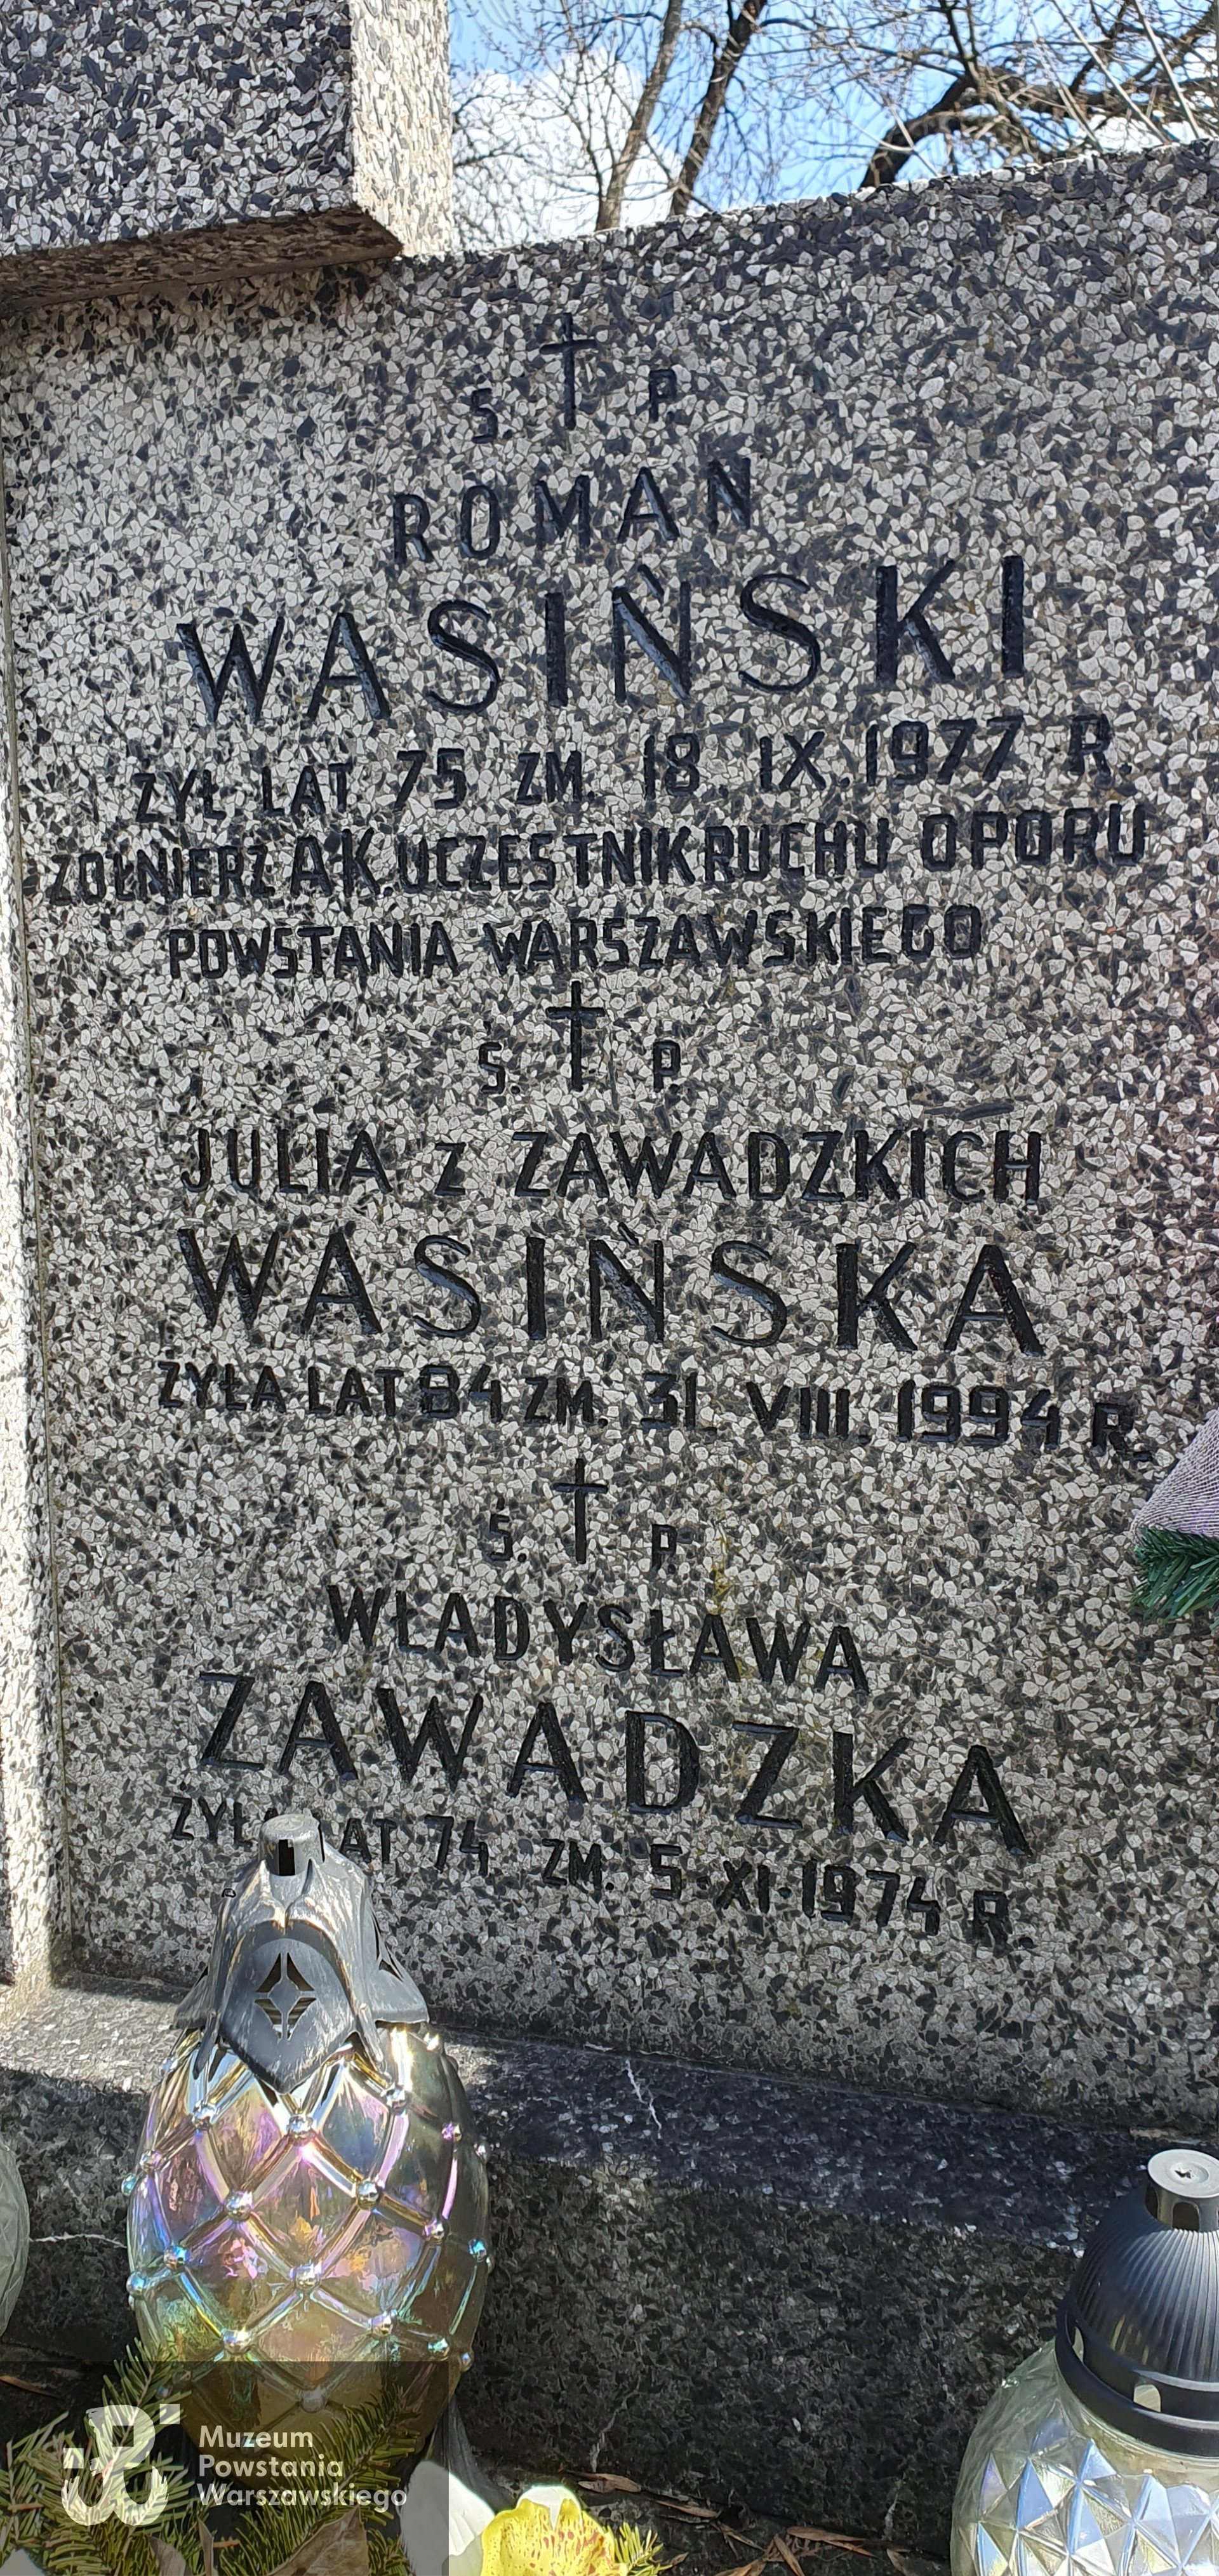 Ś. P.
ROMAN
WASIŃSKI
ŻYŁ LAT 75 ZM. 18. IX. 1977 R.
ŻOŁNIERZ AK. UCZESTNIK RUCHU OPORU
POWSTANIA WARSZAWSKIEGO
Ś. P.
JULIA z ZAWADZKICH
WASIŃSKA
ŻYŁA LAT 84 ZM. 31. VIII. 1994 R.
Ś. P.
WŁADYSŁAWA
ZAWADZKA
LAT 74 ZM. 5·XI·1974 R.
Muzeum
Powstania
Warszawskiego